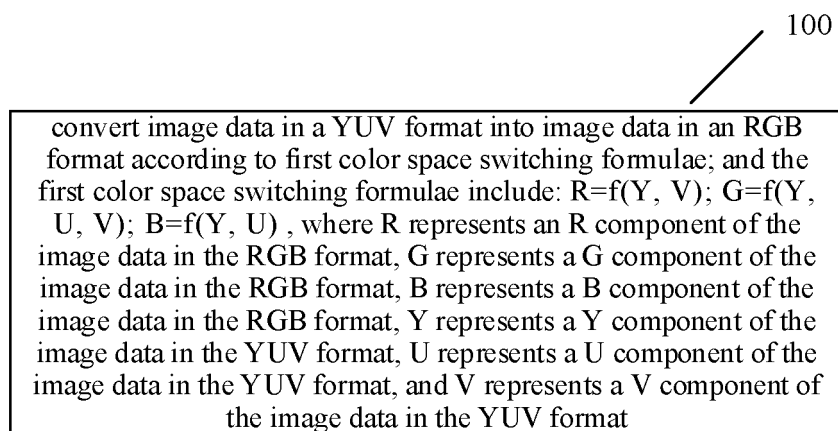 100
convert image data in a YUV format into image data in an RGB
format according to first color space switching formulae; and the
first color space switching formulae include: R=f(Y, V); G=f(Y,
U, V); B=f(Y, U) , where R represents an R component of the
image data in the RGB format, G represents a G component of the
image data in the RGB format, B represents a B component of the
image data in the RGB format, Y represents a Y component of the
image data in the YUV format, U represents a U component of the
image data in the YUV format, and V represents a V component of
the image data in the YUV format